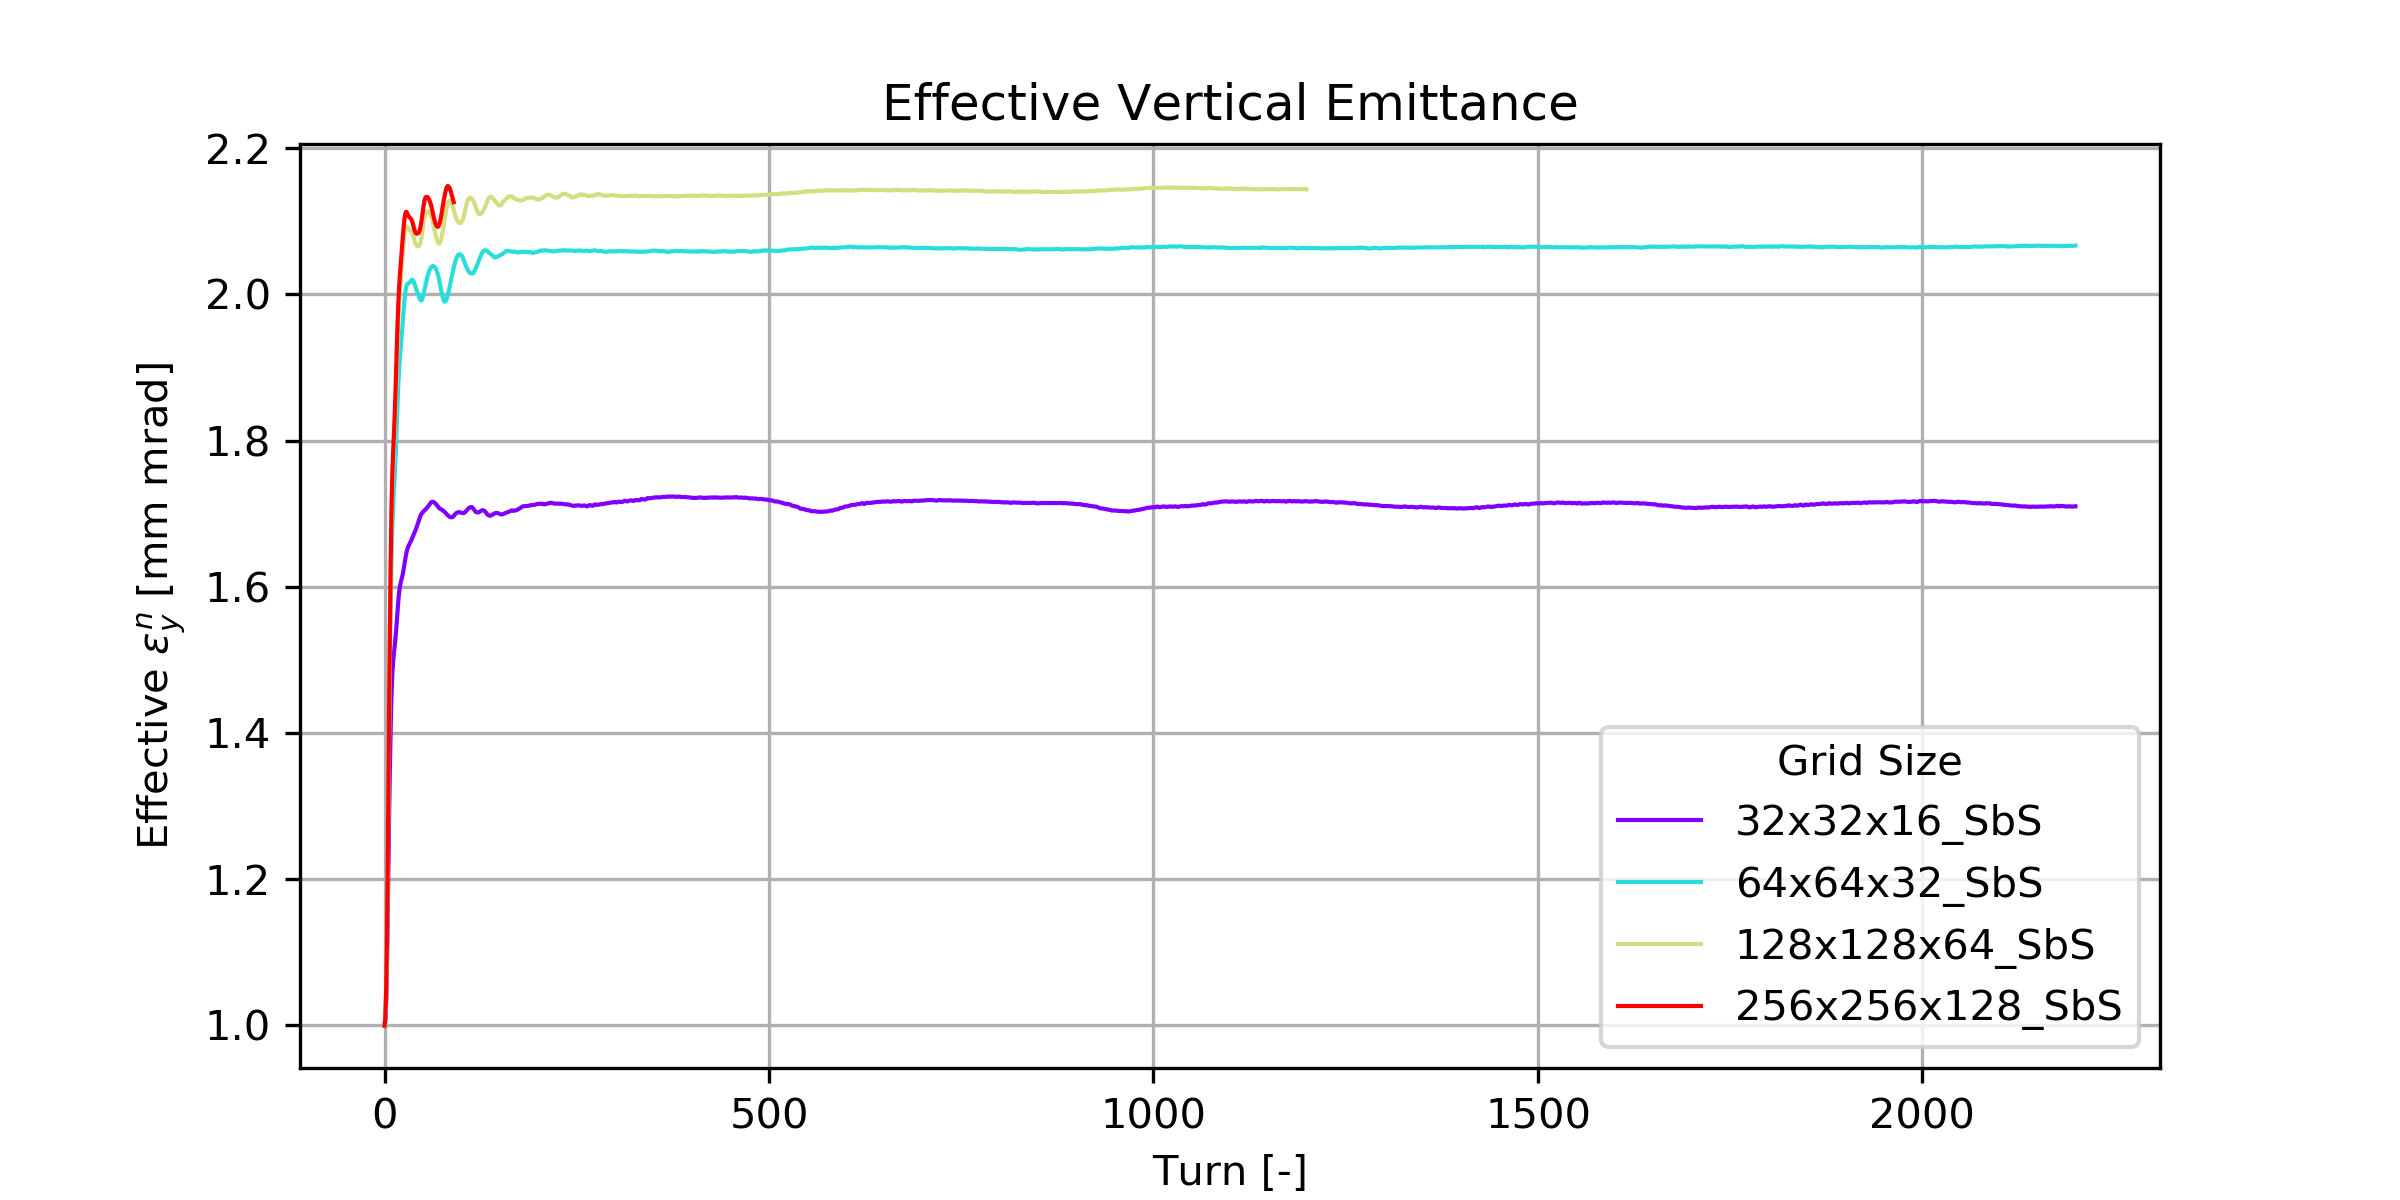 Effective Vertical Emittance
2.2
2.0
1.8
1.6
1.4
1.2
1.0
Effective εₙʸ [mm mrad]
0 500 1000 1500 2000
Turn [-]
Grid Size
32x32x16_SbS
64x64x32_SbS
128x128x64_SbS
256x256x128_SbS